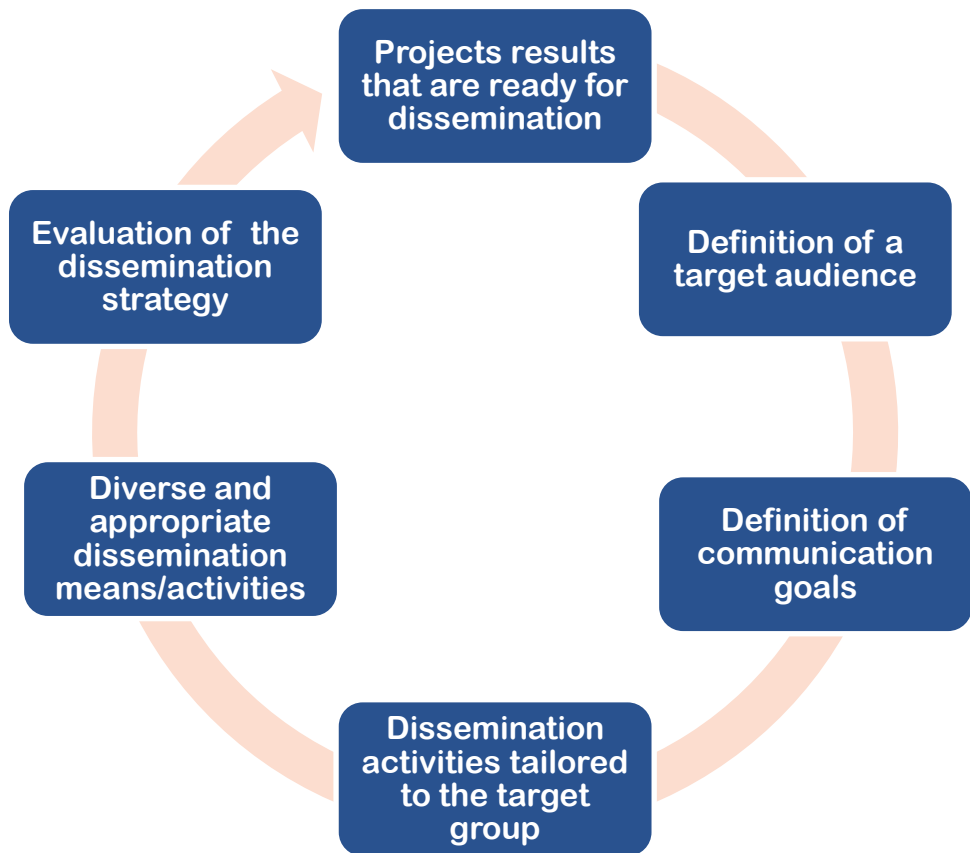 Projects results
that are ready for
dissemination
Definition of a
target audience
Definition of
communication
goals
Dissemination
activities tailored
to the target
group
Diverse and
appropriate
dissemination
means/activities
Evaluation of the
dissemination
strategy